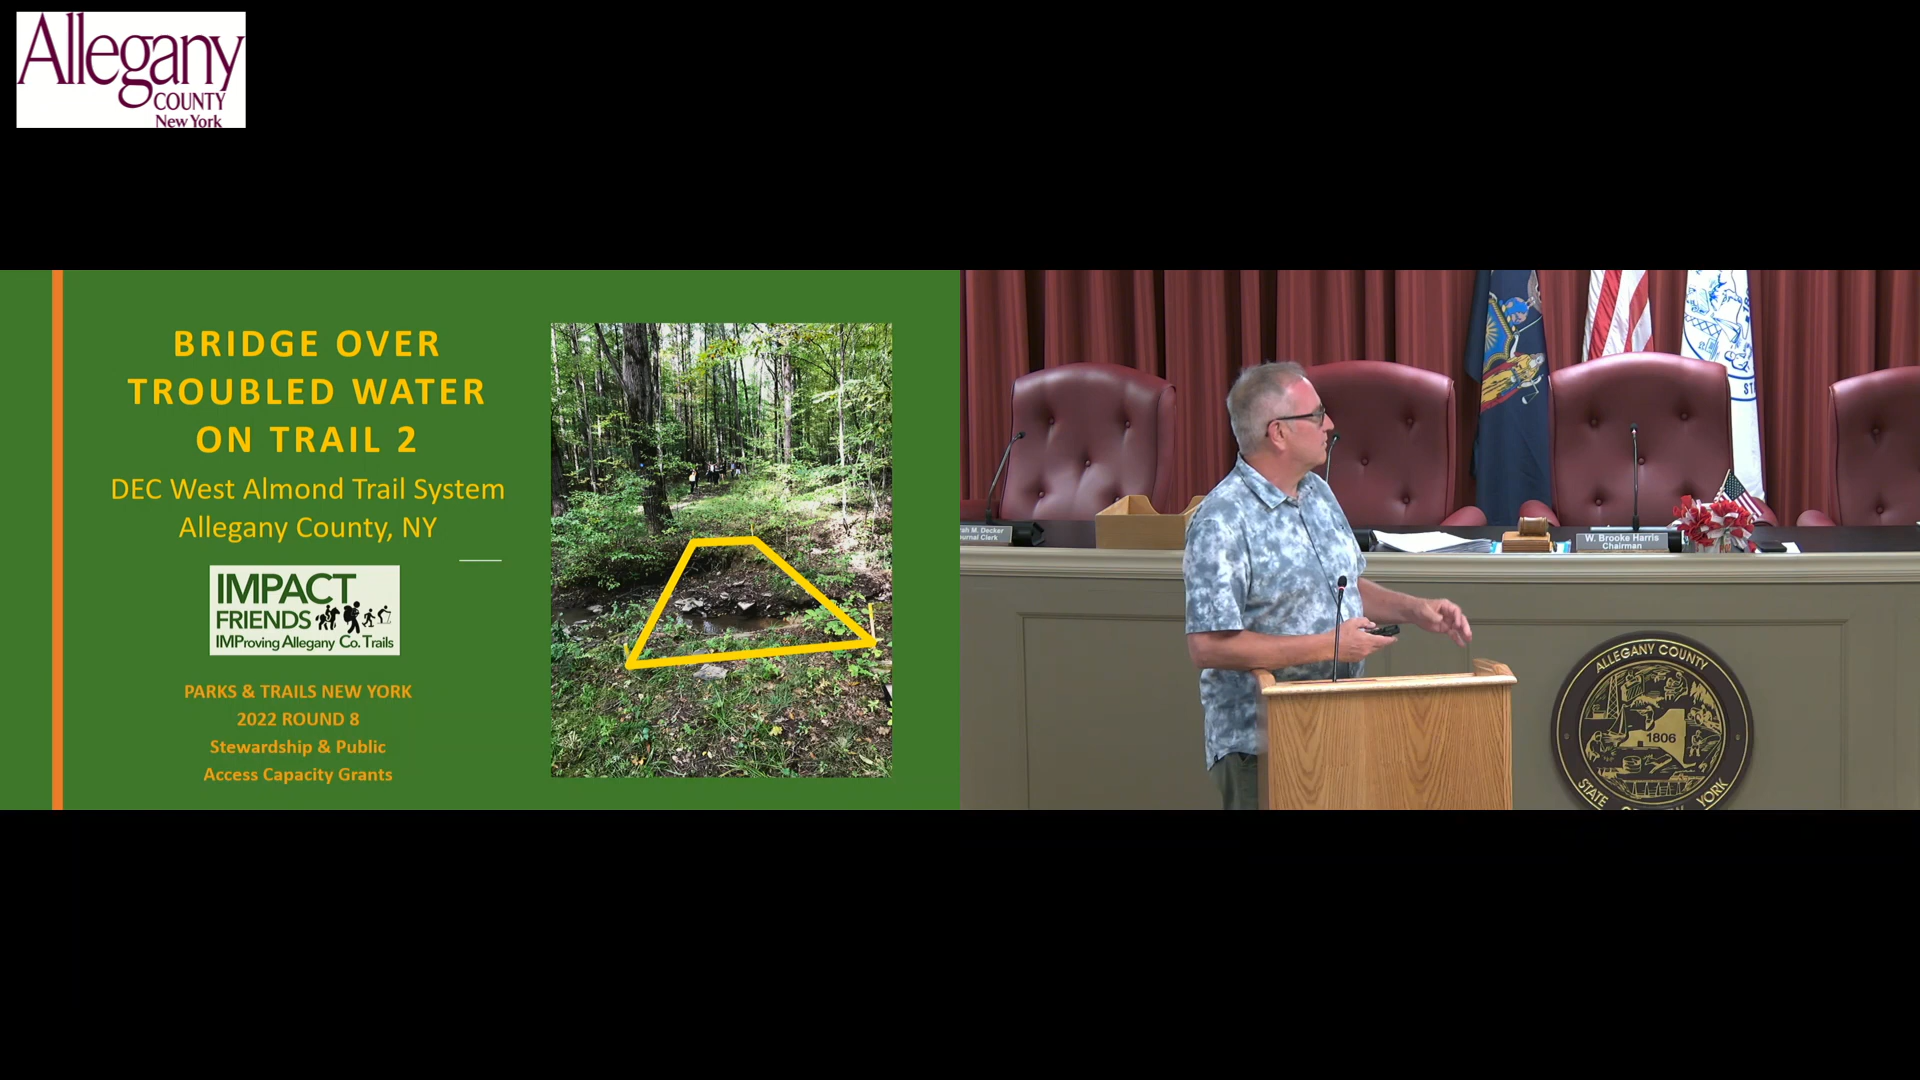 Allegany
COUNTY
New York
BRIDGE OVER
TROUBLED WATER
ON TRAIL 2
DEC West Almond Trail System
Allegany County, NY
IMPACT
FRIENDS
IMProving Allegany Co. Trails
PARKS & TRAILS NEW YORK
2022 ROUND 8
Stewardship & Public
Access Capacity Grants
M. Decker
Clerk
W. Brooke Harris
Chairman
ALLEGANY COUNTY
1806
STATE YORK